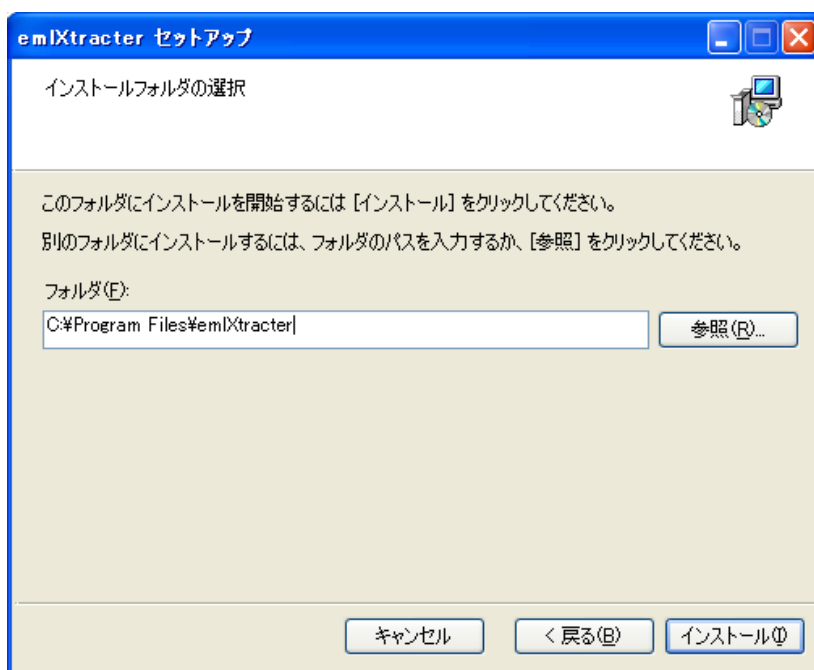 emlXtracter セットアップ
インストールフォルダの選択
このフォルダにインストールを開始するには [インストール] をクリックしてください。
別のフォルダにインストールするには、フォルダのパスを入力するか、[参照] をクリックしてください。
フォルダ(F):
C:¥Program Files¥emlXtracter
参照(R)...
キャンセル
< 戻る(B)
インストール(I)